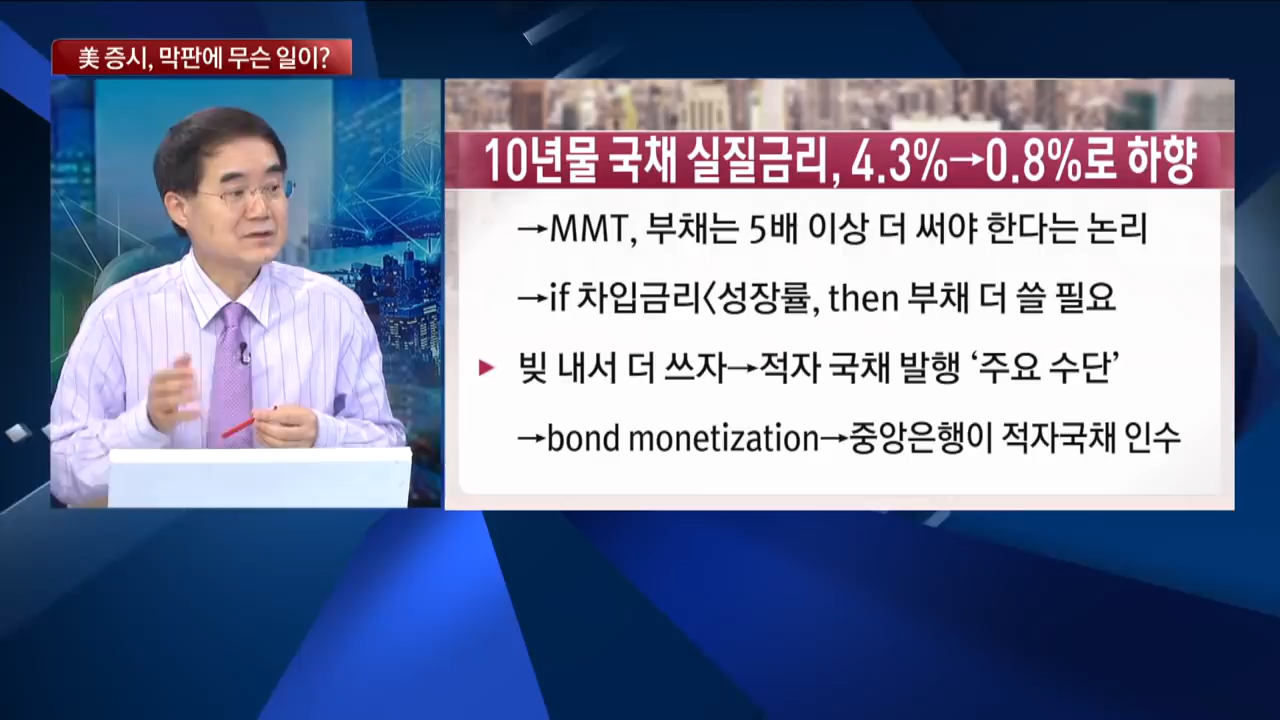 美 증시, 막판에 무슨 일이?
10년물 국채 실질금리, 4.3%→0.8%로 하향
→MMT, 부채는 5배 이상 더 써야 한다는 논리
→if 차입금리<성장률, then 부채 더 쓸 필요
▶ 빚 내서 더 쓰자→적자 국채 발행 ‘주요 수단’
→bond monetization→중앙은행이 적자국채 인수